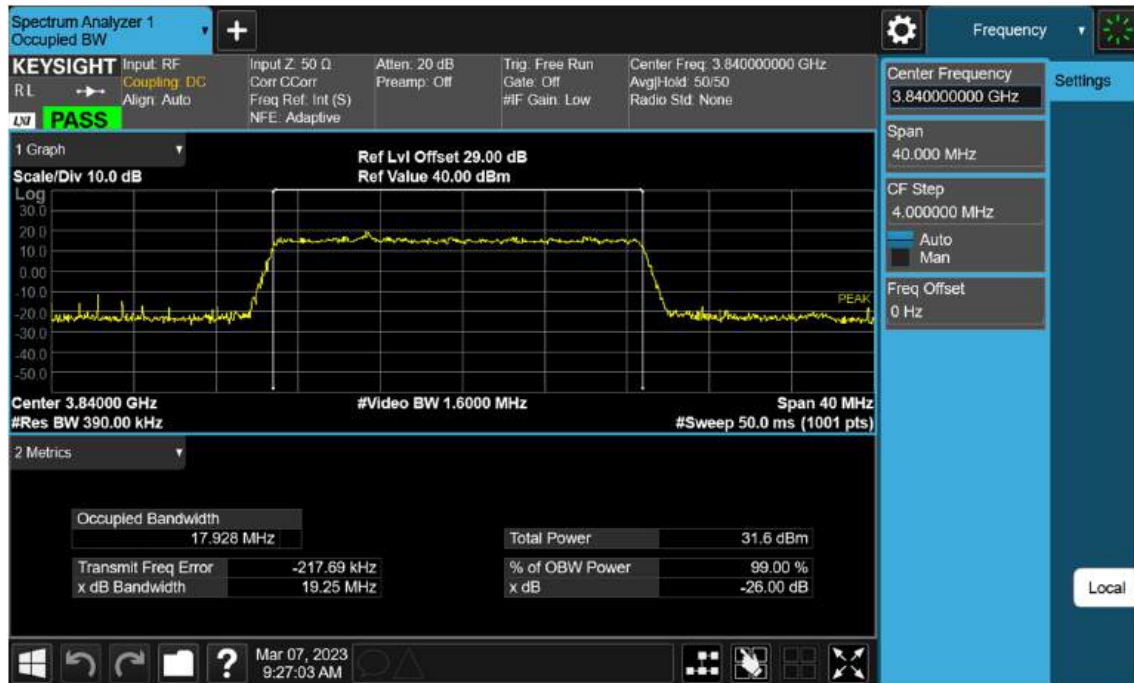 Spectrum Analyzer 1
Occupied BW
+
Frequency
KEYSIGHT
RL
LXI
PASS
Input: RF
Coupling: DC
Align: Auto
Input Z: 50 Ω
Corr CCorr
Freq Ref: Int (S)
NFE: Adaptive
Atten: 20 dB
Preamp: Off
Trig: Free Run
Gate: Off
#IF Gain: Low
Center Freq: 3.840000000 GHz
Avg|Hold: 50/50
Radio Std: None
1 Graph
Scale/Div 10.0 dB
Ref Lvl Offset 29.00 dB
Ref Value 40.00 dBm
Log
30.0
20.0
10.0
0.00
-10.0
-20.0
-30.0
-40.0
-50.0
PEAK
Center 3.84000 GHz
#Video BW 1.6000 MHz
Span 40 MHz
#Res BW 390.00 kHz
#Sweep 50.0 ms (1001 pts)
2 Metrics
Occupied Bandwidth
17.928 MHz
Total Power 31.6 dBm
Transmit Freq Error -217.69 kHz
% of OBW Power 99.00 %
x dB Bandwidth 19.25 MHz
x dB -26.00 dB
Center Frequency
3.840000000 GHz
Settings
Span
40.000 MHz
CF Step
4.000000 MHz
Auto
Man
Freq Offset
0 Hz
Local
?
Mar 07, 2023
9:27:03 AM